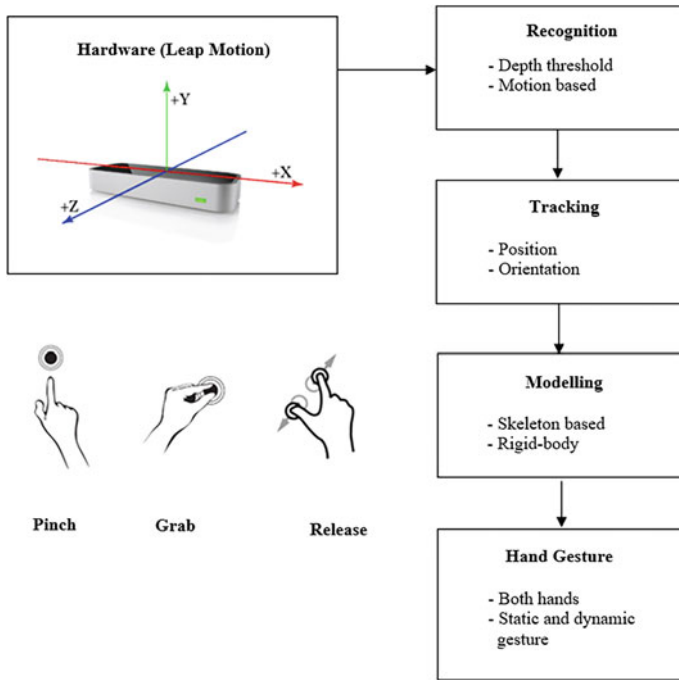 Hardware (Leap Motion)
+Y
+X
+Z
Recognition
- Depth threshold
- Motion based
Tracking
- Position
- Orientation
Modelling
- Skeleton based
- Rigid-body
Hand Gesture
- Both hands
- Static and dynamic
gesture
Pinch
Grab
Release